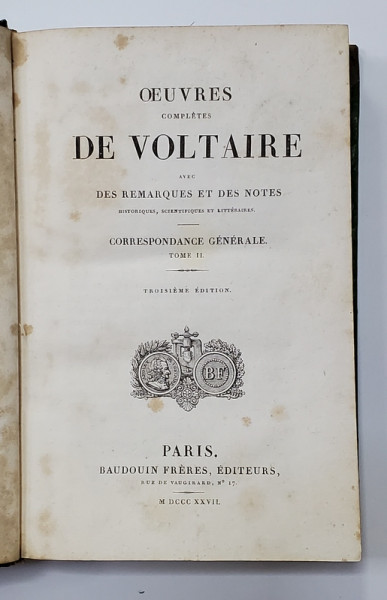 ŒUVRES
COMPLÈTES
DE VOLTAIRE
AVEC
DES REMARQUES ET DES NOTES
HISTORIQUES, SCIENTIFIQUES ET LITTÉRAIRES.
CORRESPONDANCE GÉNÉRALE.
TOME II.
TROISIÈME ÉDITION.
BF
PARIS.
BAUDOUIN FRÈRES, ÉDITEURS,
RUE DE VAUGIRARD, N° 17.
M DCCC XXVII.